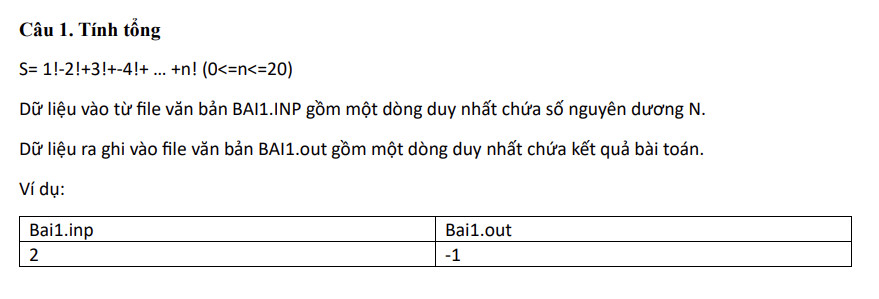 Câu 1. Tính tổng
S= 1!-2!+3!+-4!+ ... +n! (0<=n<=20)
Dữ liệu vào từ file văn bản BAI1.INP gồm một dòng duy nhất chứa số nguyên dương N.
Dữ liệu ra ghi vào file văn bản BAI1.out gồm một dòng duy nhất chứa kết quả bài toán.
Ví dụ:
Bai1.inp Bai1.out
2 -1